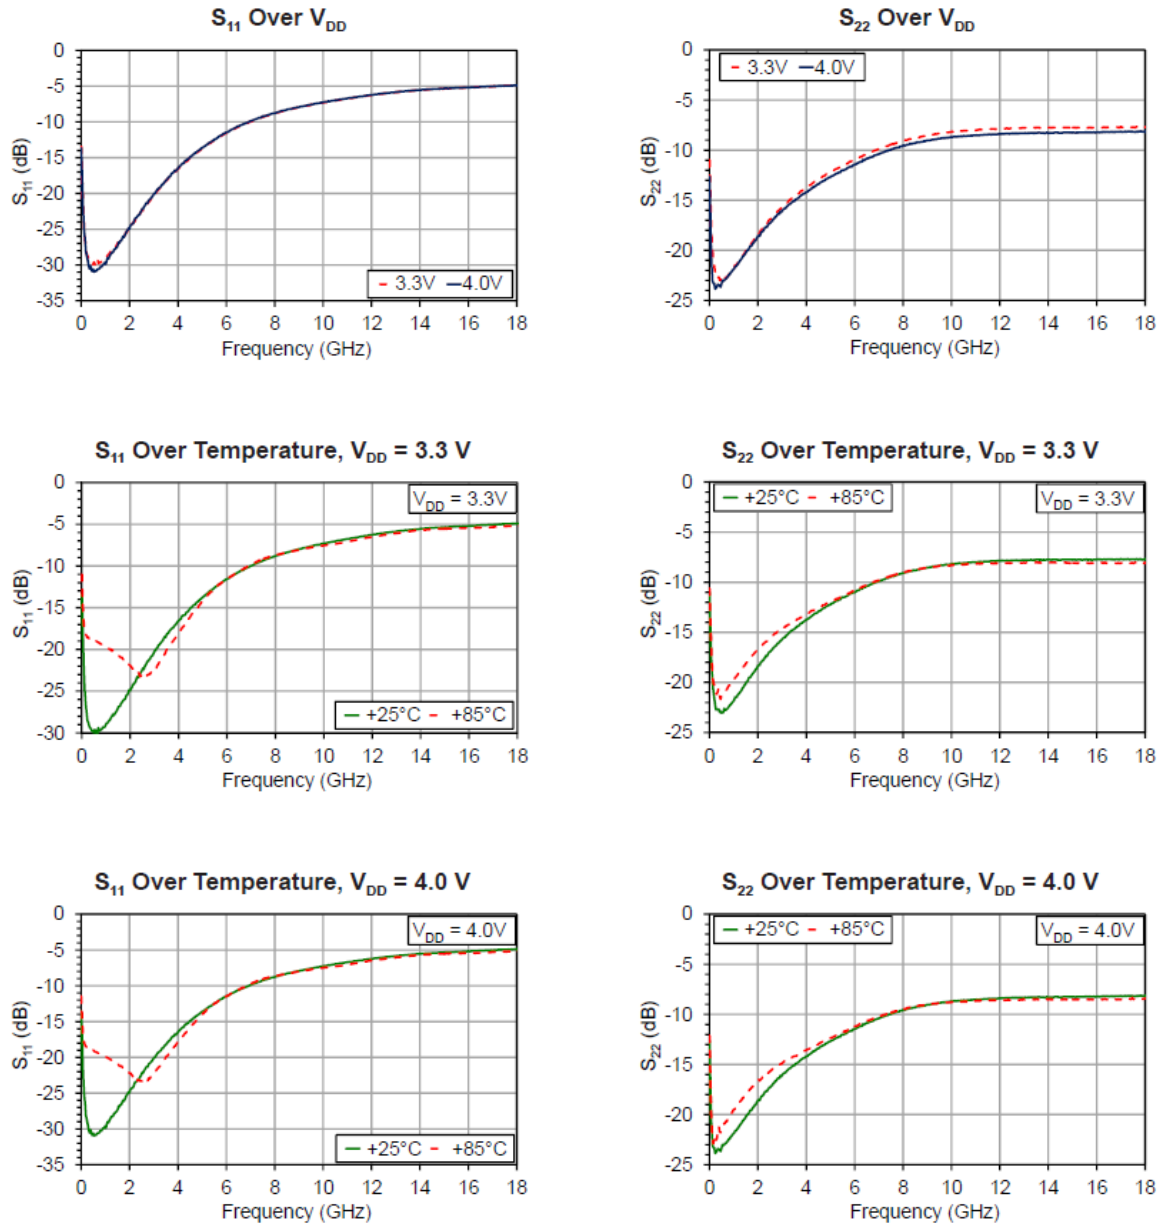 S11 Over VDD
0
-5
-10
-15
-20
-25
-30
-35
S11 (dB)
3.3V 4.0V
0 2 4 6 8 10 12 14 16 18
Frequency (GHz)
S22 Over VDD
0
-5
-10
-15
-20
-25
S22 (dB)
3.3V 4.0V
0 2 4 6 8 10 12 14 16 18
Frequency (GHz)
S11 Over Temperature, VDD = 3.3 V
0
-5
-10
-15
-20
-25
-30
S11 (dB)
VDD = 3.3V
+25°C +85°C
0 2 4 6 8 10 12 14 16 18
Frequency (GHz)
S22 Over Temperature, VDD = 3.3 V
0
-5
-10
-15
-20
-25
S22 (dB)
+25°C +85°C
VDD = 3.3V
0 2 4 6 8 10 12 14 16 18
Frequency (GHz)
S11 Over Temperature, VDD = 4.0 V
0
-5
-10
-15
-20
-25
-30
-35
S11 (dB)
VDD = 4.0V
+25°C +85°C
0 2 4 6 8 10 12 14 16 18
Frequency (GHz)
S22 Over Temperature, VDD = 4.0 V
0
-5
-10
-15
-20
-25
S22 (dB)
+25°C +85°C
VDD = 4.0V
0 2 4 6 8 10 12 14 16 18
Frequency (GHz)